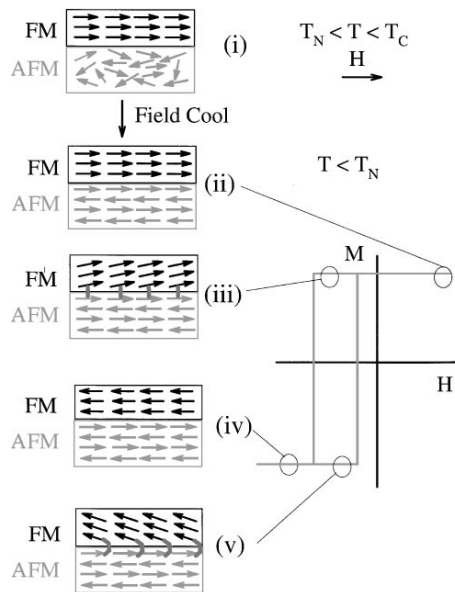 FM
AFM
(i)
T_N < T < T_C
H
Field Cool
FM
AFM
(ii)
T < T_N
FM
AFM
(iii)
M
H
FM
AFM
(iv)
FM
AFM
(v)